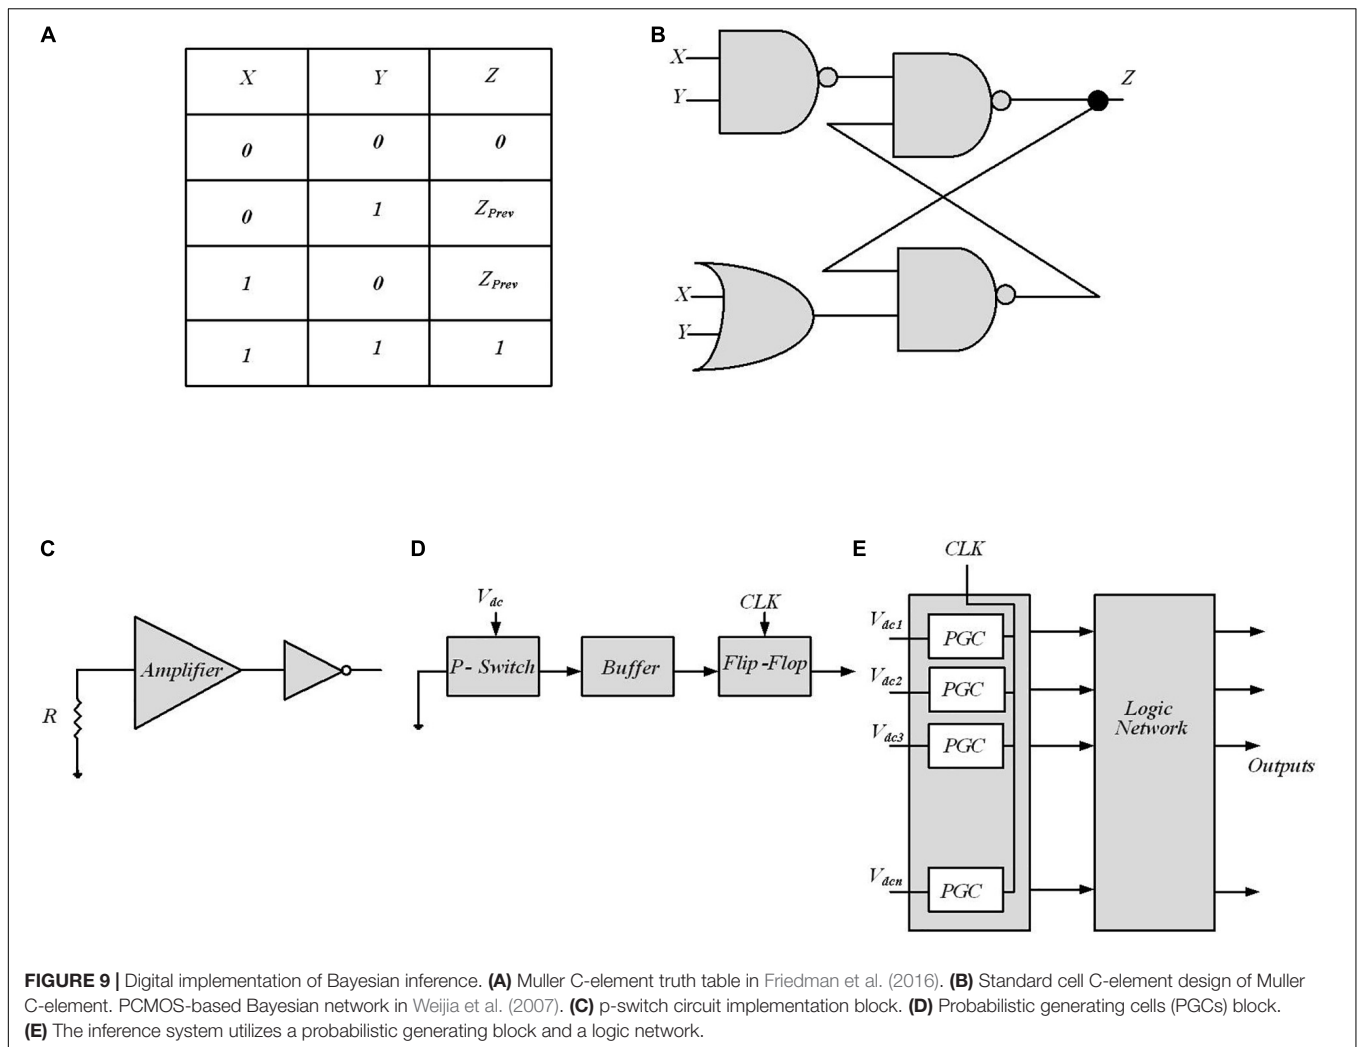 A
X Y Z
0 0 0
0 1 ZPrev
1 0 ZPrev
1 1 1
B
X
Y
Z
X
Y
C
R
Amplifier
D
Vdc
P- Switch
Buffer
CLK
Flip-Flop
E
CLK
Vdc1
PGC
Vdc2
PGC
Vdc3
PGC
Vdcn
PGC
Logic
Network
Outputs
FIGURE 9 | Digital implementation of Bayesian inference. (A) Muller C-element truth table in Friedman et al. (2016). (B) Standard cell C-element design of Muller
C-element. PCMOS-based Bayesian network in Weijia et al. (2007). (C) p-switch circuit implementation block. (D) Probabilistic generating cells (PGCs) block.
(E) The inference system utilizes a probabilistic generating block and a logic network.